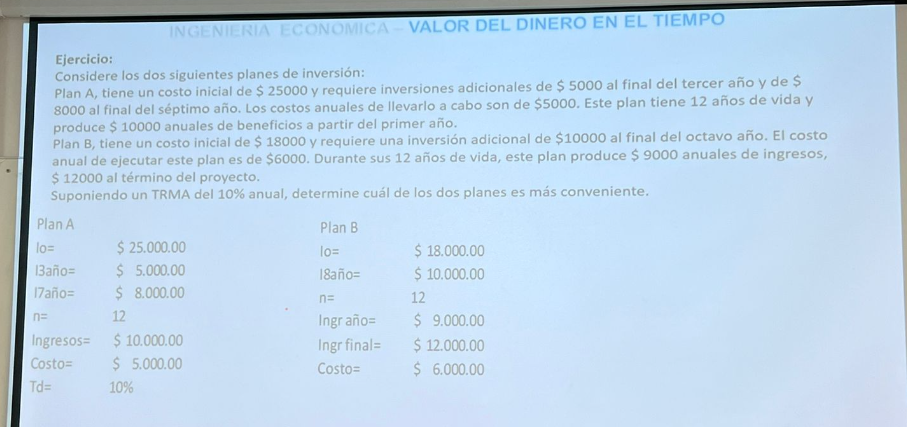 INGENIERIA ECONOMICA – VALOR DEL DINERO EN EL TIEMPO
Ejercicio:
Considere los dos siguientes planes de inversión:
Plan A, tiene un costo inicial de $ 25000 y requiere inversiones adicionales de $ 5000 al final del tercer año y de $
8000 al final del séptimo año. Los costos anuales de llevarlo a cabo son de $5000. Este plan tiene 12 años de vida y
produce $ 10000 anuales de beneficios a partir del primer año.
Plan B, tiene un costo inicial de $ 18000 y requiere una inversión adicional de $10000 al final del octavo año. El costo
anual de ejecutar este plan es de $6000. Durante sus 12 años de vida, este plan produce $ 9000 anuales de ingresos,
$ 12000 al término del proyecto.
Suponiendo un TRMA del 10% anual, determine cuál de los dos planes es más conveniente.
Plan A
Io= $ 25.000.00
I3año= $ 5.000.00
I7año= $ 8.000.00
n= 12
Ingresos= $ 10.000.00
Costo= $ 5.000.00
Td= 10%
Plan B
Io= $ 18.000.00
I8año= $ 10.000.00
n= 12
Ingr año= $ 9.000.00
Ingr final= $ 12.000.00
Costo= $ 6.000.00